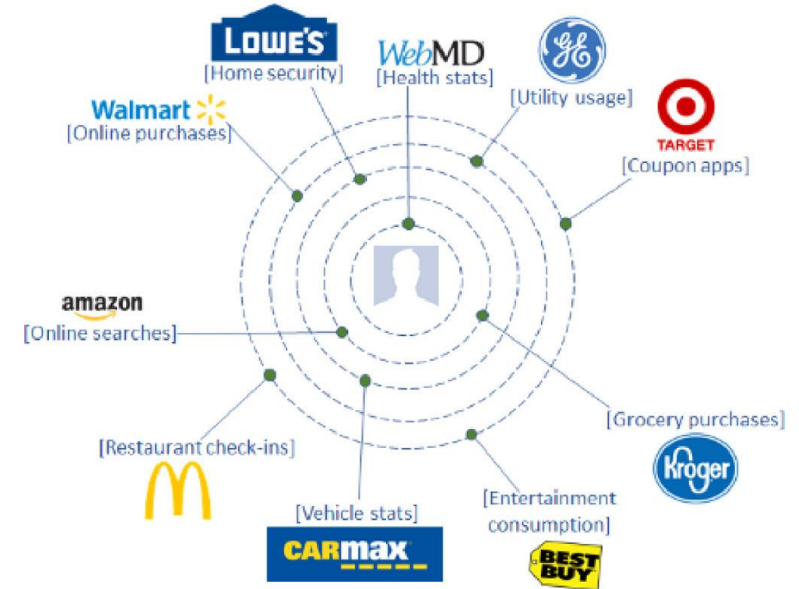 LOWE'S
[Home security]
WebMD
[Health stats]
GE
[Utility usage]
Walmart
[Online purchases]
TARGET
[Coupon apps]
amazon
[Online searches]
[Grocery purchases]
Kroger
[Restaurant check-ins]
[Vehicle stats]
CARMAX
[Entertainment
consumption]
BEST
BUY